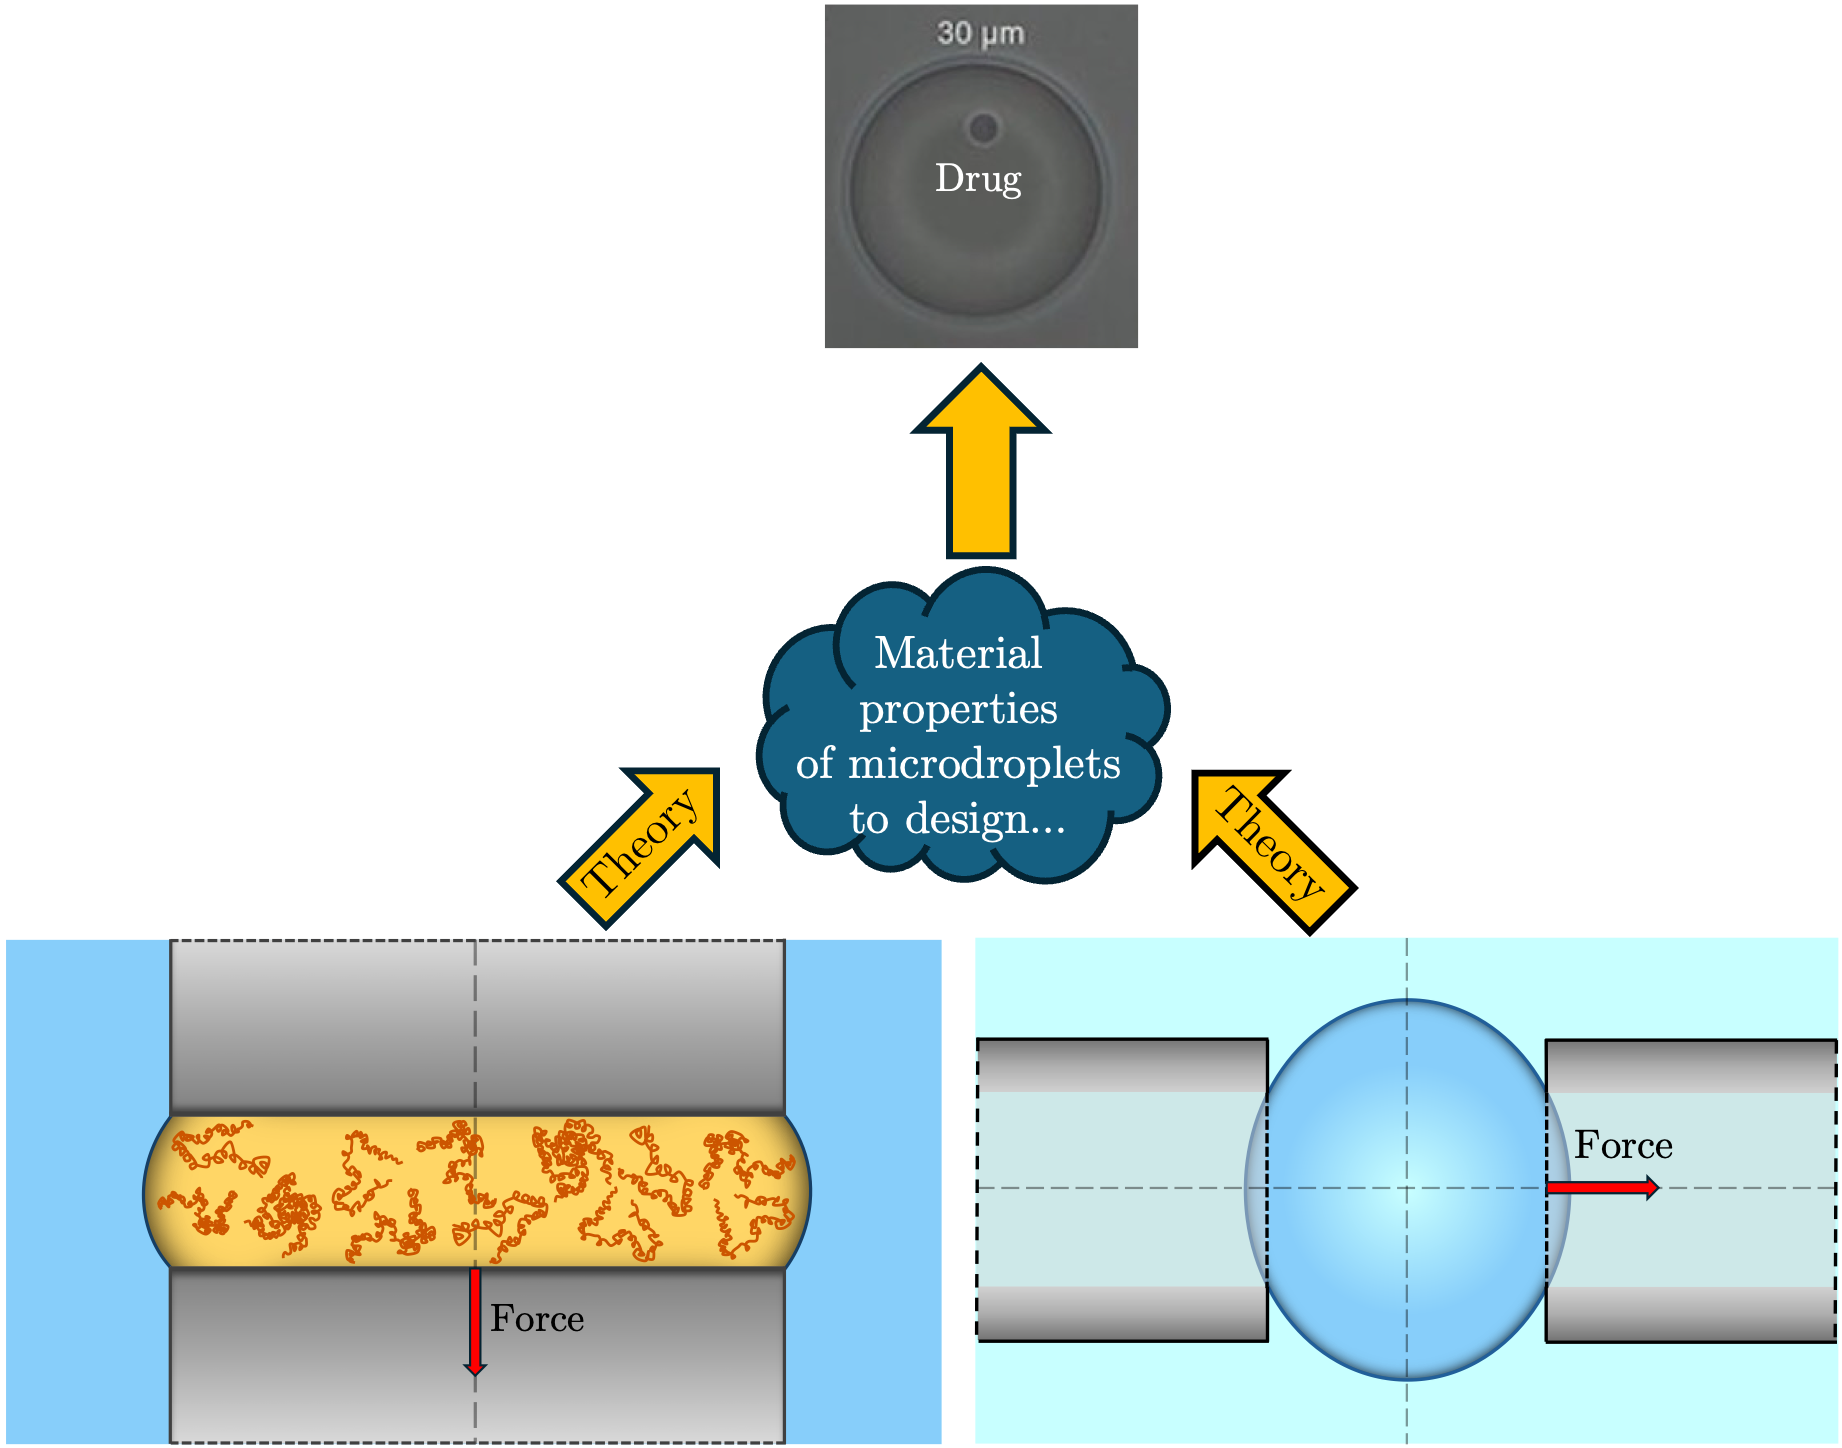 30 μm
Drug
Material
properties
of microdroplets
to design...
Theory
Theory
Force
Force